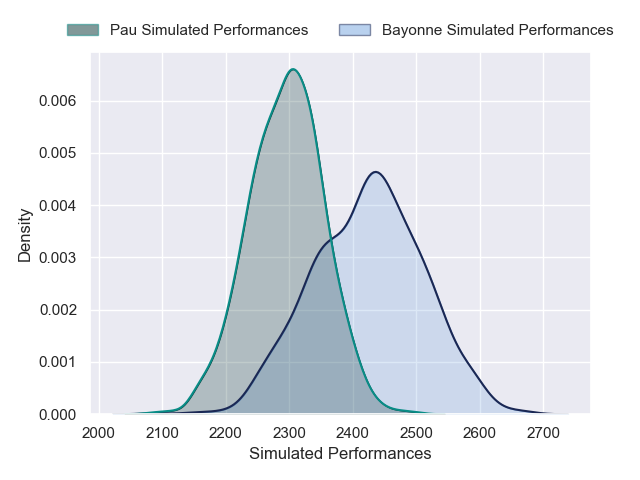 Pau Simulated Performances
Bayonne Simulated Performances
0.006
0.005
0.004
0.003
0.002
0.001
0.000
Density
2000 2100 2200 2300 2400 2500 2600 2700
Simulated Performances